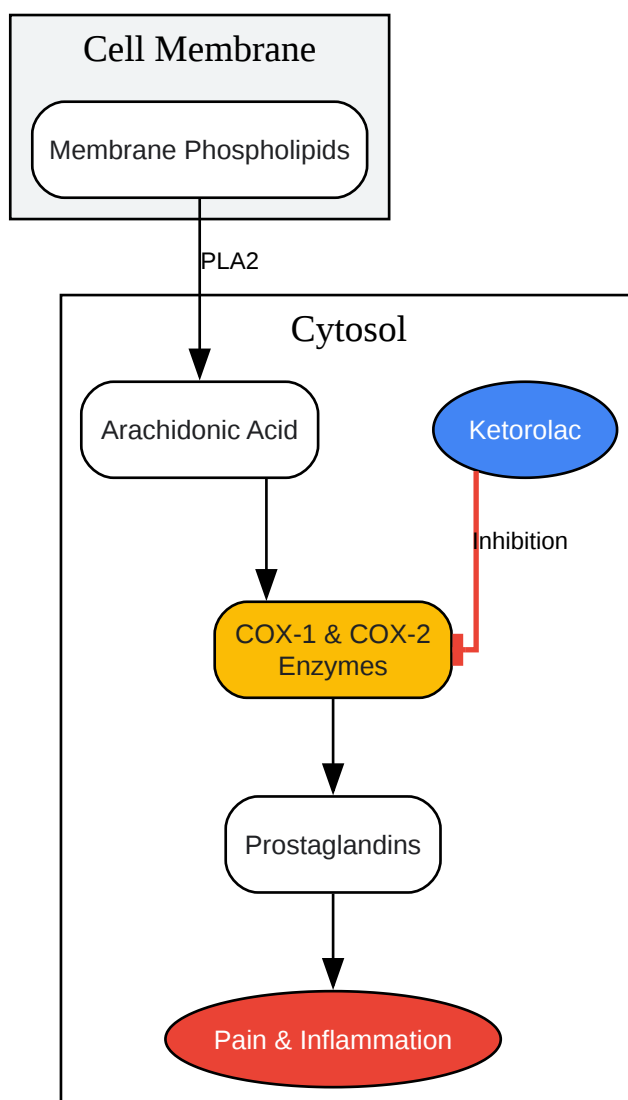 Cell Membrane
Membrane Phospholipids
PLA2
Cytosol
Arachidonic Acid
Ketorolac
Inhibition
COX-1 & COX-2
Enzymes
Prostaglandins
Pain & Inflammation